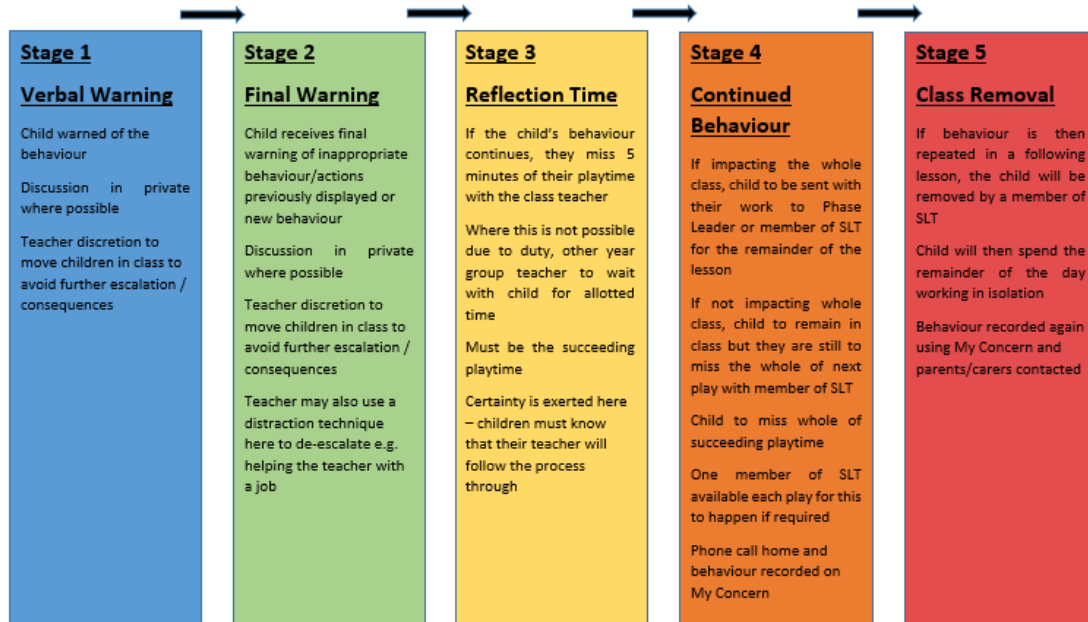 Stage 1
Verbal Warning
Child warned of the
behaviour
Discussion in private
where possible
Teacher discretion to
move children in class to
avoid further escalation /
consequences
Stage 2
Final Warning
Child receives final
warning of inappropriate
behaviour/actions
previously displayed or
new behaviour
Discussion in private
where possible
Teacher discretion to
move children in class to
avoid further escalation /
consequences
Teacher may also use a
distraction technique
here to de-escalate e.g.
helping the teacher with
a job
Stage 3
Reflection Time
If the child's behaviour
continues, they miss 5
minutes of their playtime
with the class teacher
Where this is not possible
due to duty, other year
group teacher to wait
with child for allotted
time
Must be the succeeding
playtime
Certainty is exerted here
– children must know
that their teacher will
follow the process
through
Stage 4
Continued
Behaviour
If impacting the whole
class, child to be sent with
their work to Phase
Leader or member of SLT
for the remainder of the
lesson
If not impacting whole
class, child to remain in
class but they are still to
miss the whole of next
play with member of SLT
Child to miss whole of
succeeding playtime
One member of SLT
available each play for this
to happen if required
Phone call home and
behaviour recorded on
My Concern
Stage 5
Class Removal
If behaviour is then
repeated in a following
lesson, the child will be
removed by a member of
SLT
Child will then spend the
remainder of the day
working in isolation
Behaviour recorded again
using My Concern and
parents/carers contacted